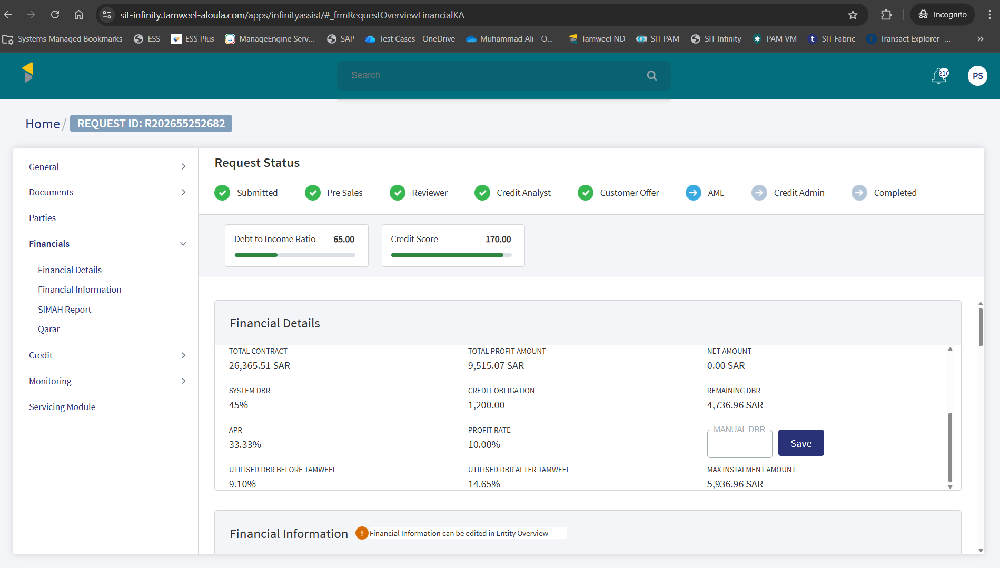 sit-infinity.tamweel-aloula.com/apps/infinityassist/#_frmRequestOverviewFinancialKA
Incognito
Systems Managed Bookmarks
ESS
ESS Plus
ManageEngine Serv...
SAP
Test Cases - OneDrive
Muhammad Ali - O...
Tamweel ND
SIT PAM
SIT Infinity
PAM VM
SIT Fabric
Transact Explorer -...
Search
216
PS
Home / REQUEST ID: R202655252682
General
Documents
Parties
Financials
Financial Details
Financial Information
SIMAH Report
Qarar
Credit
Monitoring
Servicing Module
Request Status
Submitted --- Pre Sales --- Reviewer --- Credit Analyst --- Customer Offer --- AML --- Credit Admin --- Completed
Debt to Income Ratio 65.00
Credit Score 170.00
Financial Details
TOTAL CONTRACT
26,365.51 SAR
TOTAL PROFIT AMOUNT
9,515.07 SAR
NET AMOUNT
0.00 SAR
SYSTEM DBR
45%
CREDIT OBLIGATION
1,200.00
REMAINING DBR
4,736.96 SAR
APR
33.33%
PROFIT RATE
10.00%
MANUAL DBR
Save
UTILISED DBR BEFORE TAMWEEL
9.10%
UTILISED DBR AFTER TAMWEEL
14.65%
MAX INSTALMENT AMOUNT
5,936.96 SAR
Financial Information
Financial Information can be edited in Entity Overview